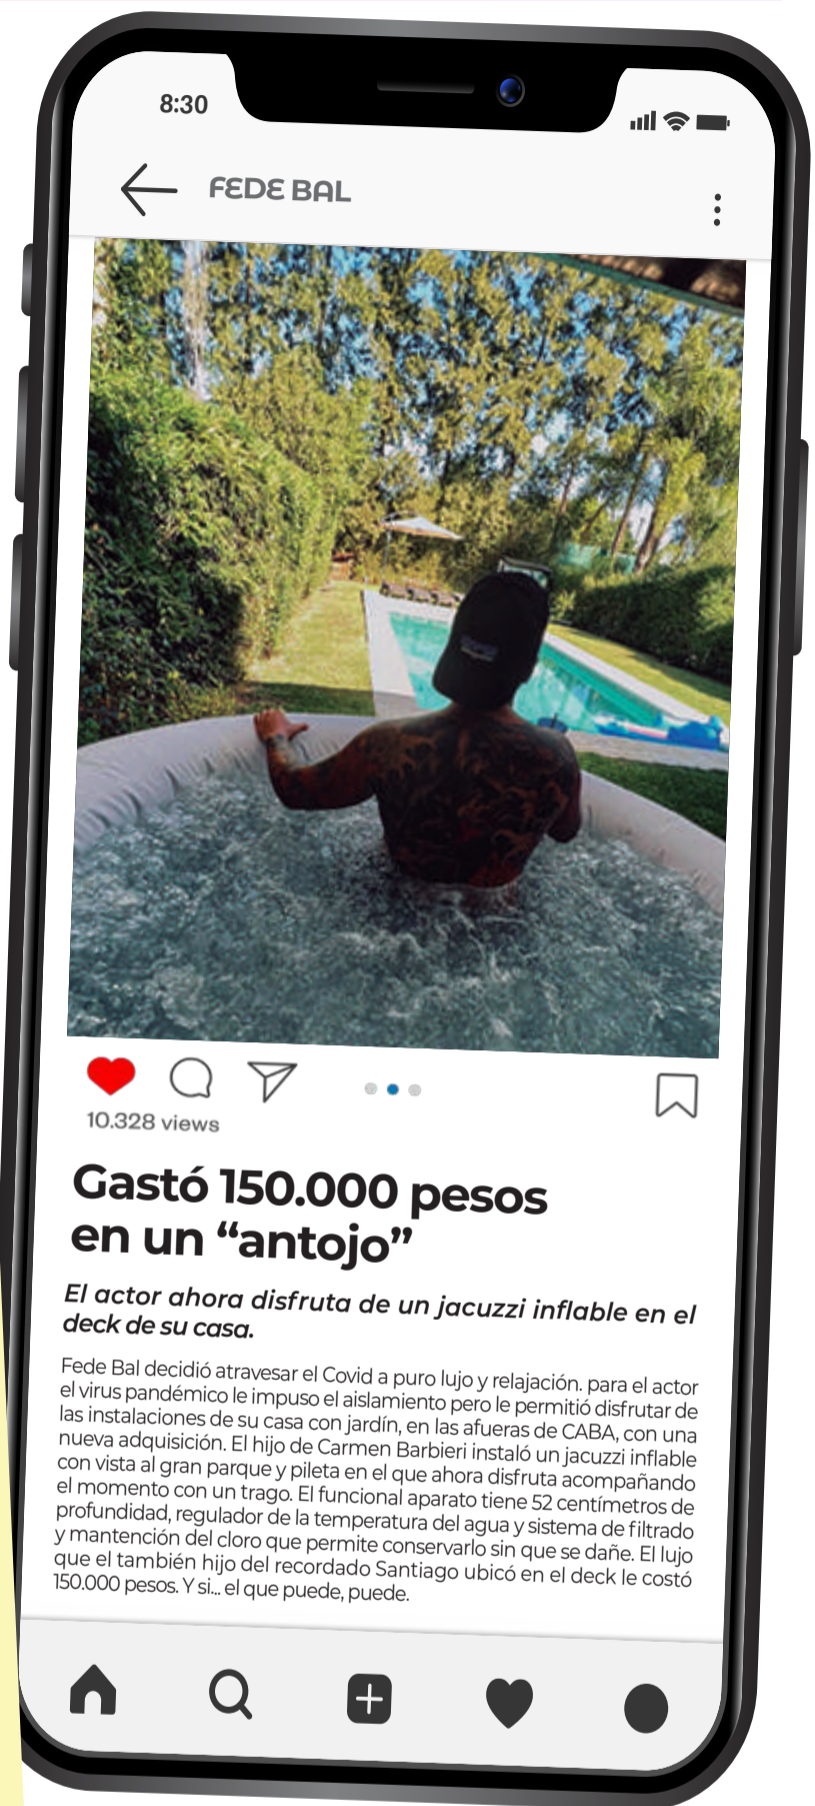 8:30
FEDE BAL
10.328 views
Gastó 150.000 pesos
en un “antojo”
El actor ahora disfruta de un jacuzzi inflable en el
deck de su casa.
Fede Bal decidió atravesar el Covid a puro lujo y relajación. para el actor
el virus pandémico le impuso el aislamiento pero le permitió disfrutar de
las instalaciones de su casa con jardín, en las afueras de CABA, con una
nueva adquisición. El hijo de Carmen Barbieri instaló un jacuzzi inflable
con vista al gran parque y pileta en el que ahora disfruta acompañando
el momento con un trago. El funcional aparato tiene 52 centímetros de
profundidad, regulador de la temperatura del agua y sistema de filtrado
y mantención del cloro que permite conservarlo sin que se dañe. El lujo
que el también hijo del recordado Santiago ubicó en el deck le costó
150.000 pesos. Y si... el que puede, puede.